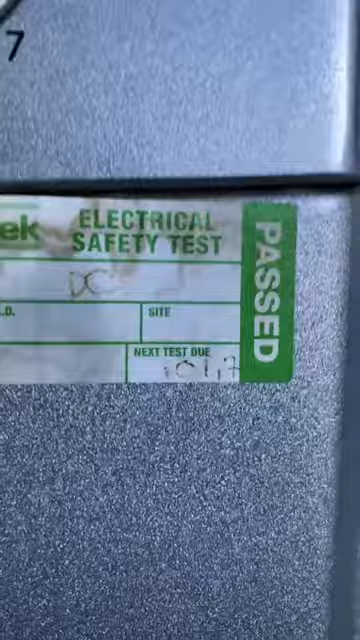 7
ek
ELECTRICAL
SAFETY TEST
PASSED
DC
.D.
SITE
NEXT TEST DUE